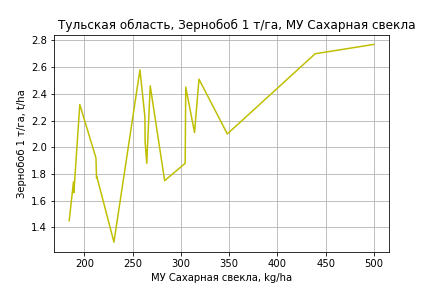 Тульская область, Зернобоб 1 т/га, МУ Сахарная свекла
2.8
2.6
2.4
2.2
2.0
1.8
1.6
1.4
Зернобоб 1 т/га, t/ha
200 250 300 350 400 450 500
МУ Сахарная свекла, kg/ha